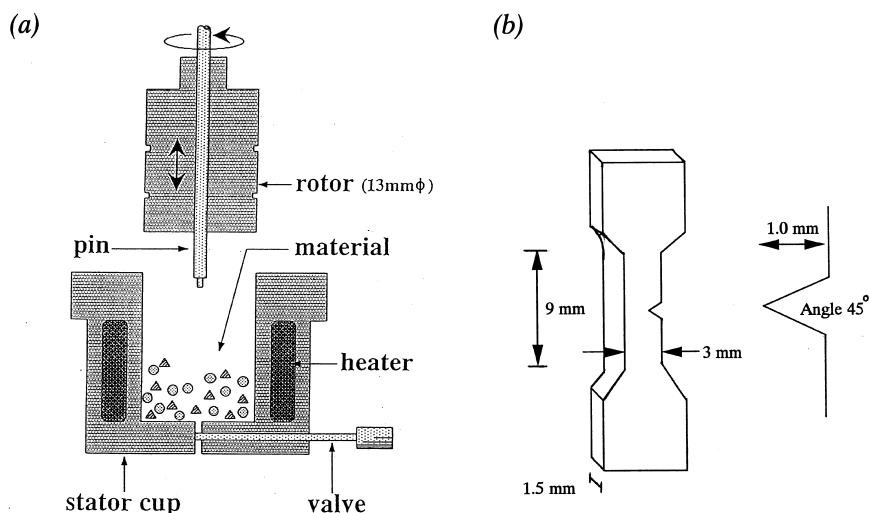 (a)
rotor (13mmϕ)
pin
material
heater
stator cup
valve
(b)
1.0 mm
Angle 45°
9 mm
3 mm
1.5 mm